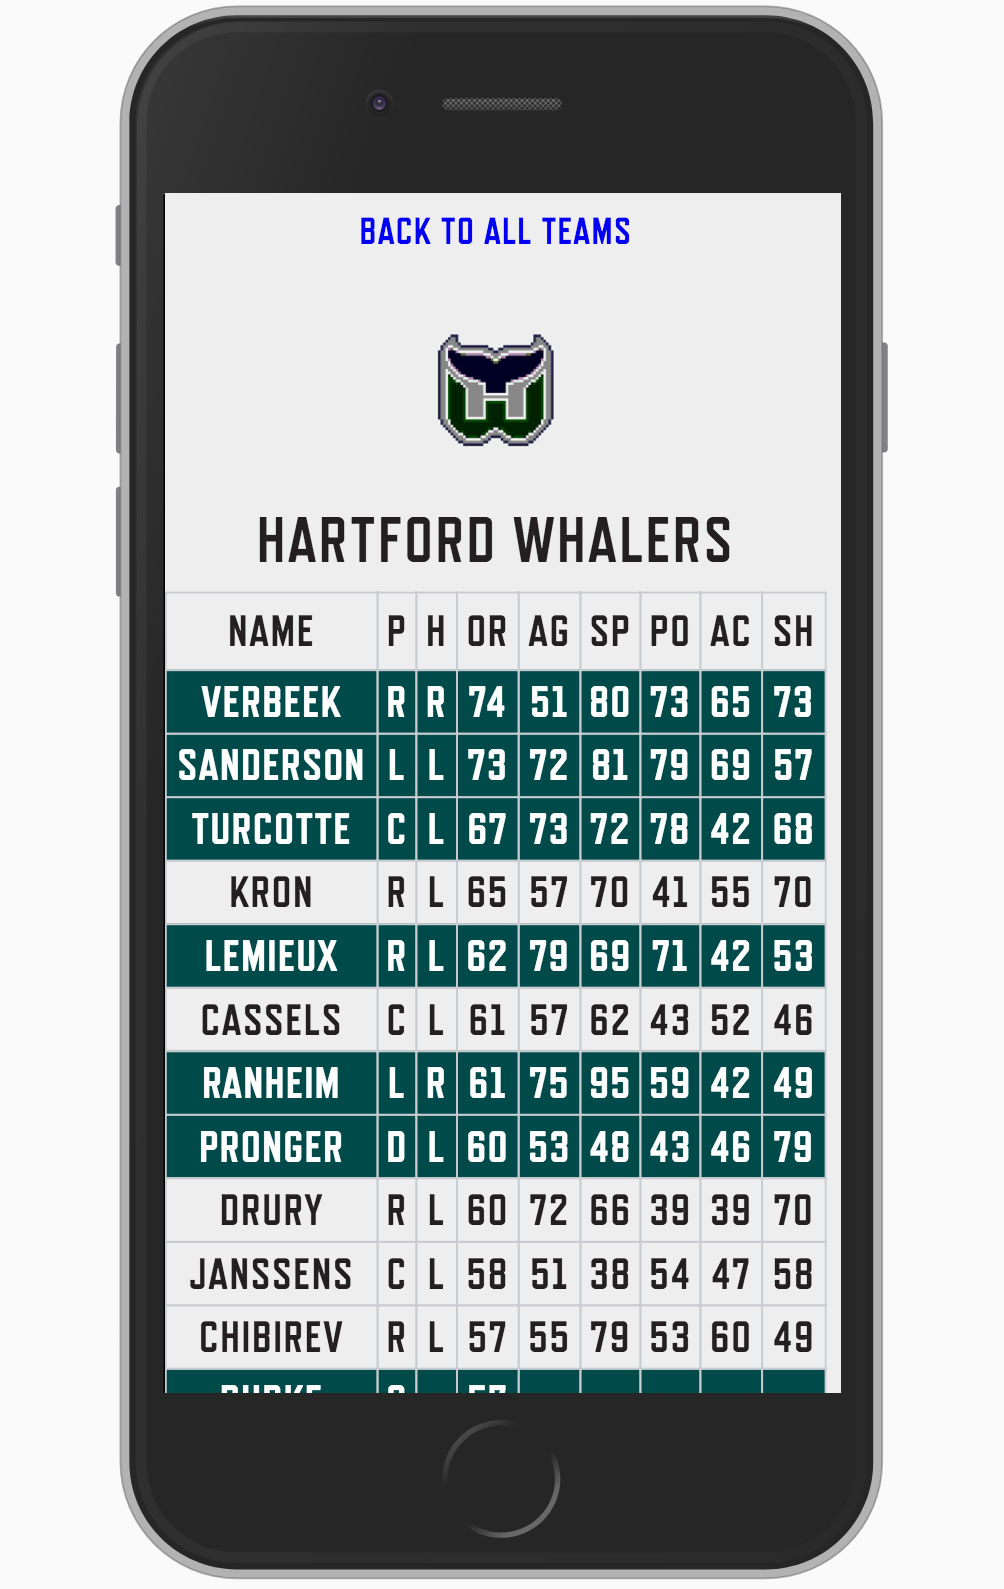 BACK TO ALL TEAMS
HARTFORD WHALERS
NAME P H OR AG SP PO AC SH
VERBEEK R R 74 51 80 73 65 73
SANDERSON L L 73 72 81 79 69 57
TURCOTTE C L 67 73 72 78 42 68
KRON R L 65 57 70 41 55 70
LEMIEUX R L 62 79 69 71 42 53
CASSELS C L 61 57 62 43 52 46
RANHEIM L R 61 75 95 59 42 49
PRONGER D L 60 53 48 43 46 79
DRURY R L 60 72 66 39 39 70
JANSSENS C L 58 51 38 54 47 58
CHIBIREV R L 57 55 79 53 60 49